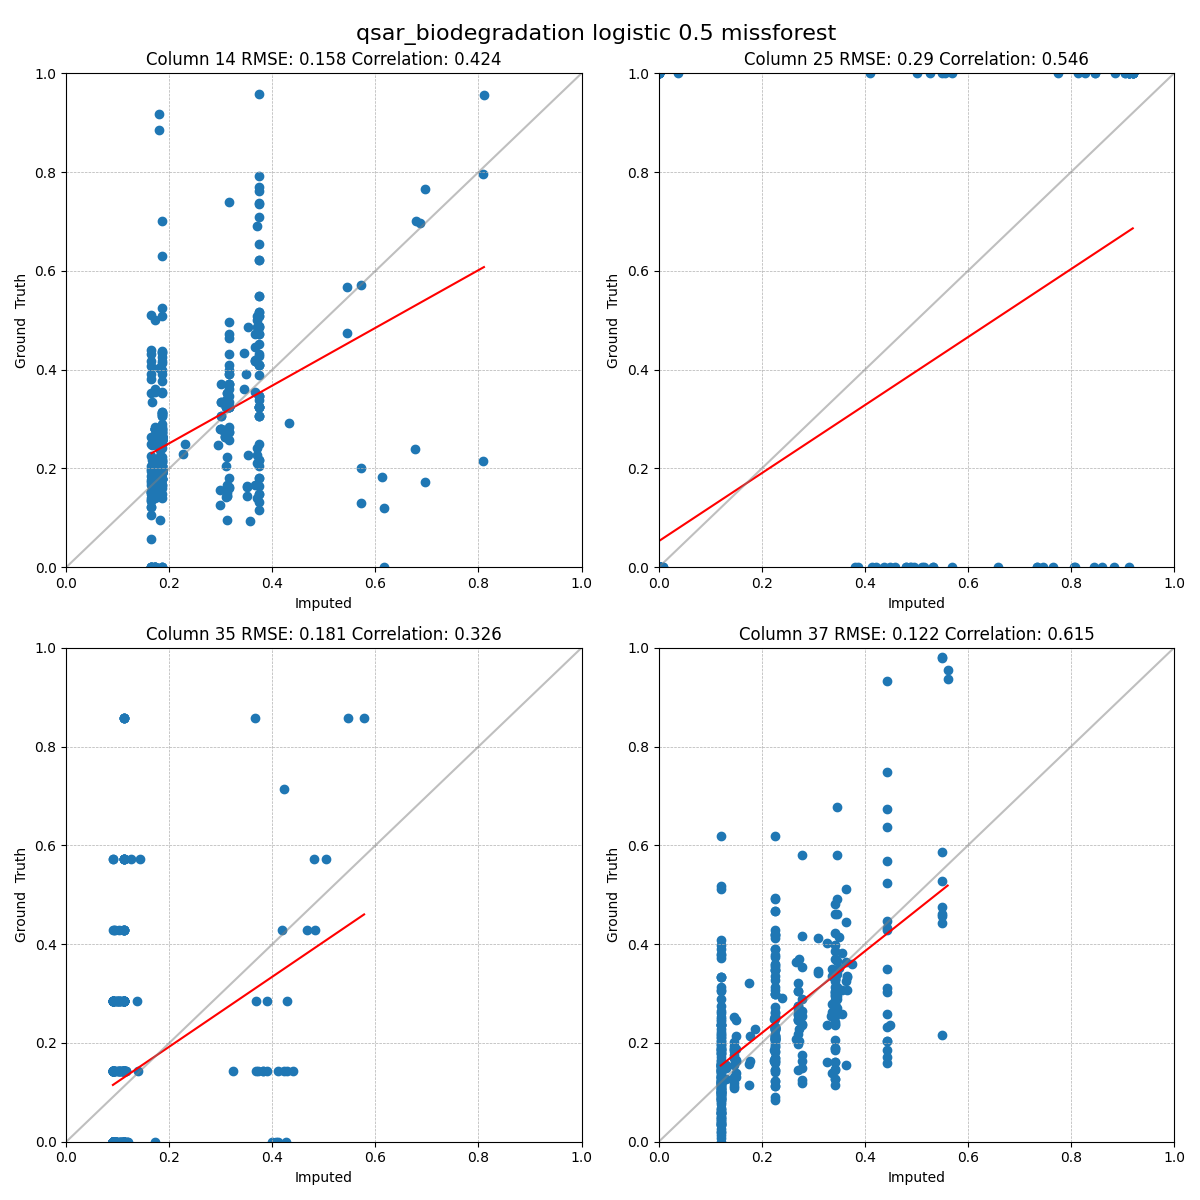 qsar_biodegradation logistic 0.5 missforest
Column 14 RMSE: 0.158 Correlation: 0.424
1.0
0.8
0.6
0.4
0.2
0.0
Ground Truth
0.0 0.2 0.4 0.6 0.8 1.0
Imputed
Column 25 RMSE: 0.29 Correlation: 0.546
1.0
0.8
0.6
0.4
0.2
0.0
Ground Truth
0.0 0.2 0.4 0.6 0.8 1.0
Imputed
Column 35 RMSE: 0.181 Correlation: 0.326
1.0
0.8
0.6
0.4
0.2
0.0
Ground Truth
0.0 0.2 0.4 0.6 0.8 1.0
Imputed
Column 37 RMSE: 0.122 Correlation: 0.615
1.0
0.8
0.6
0.4
0.2
0.0
Ground Truth
0.0 0.2 0.4 0.6 0.8 1.0
Imputed